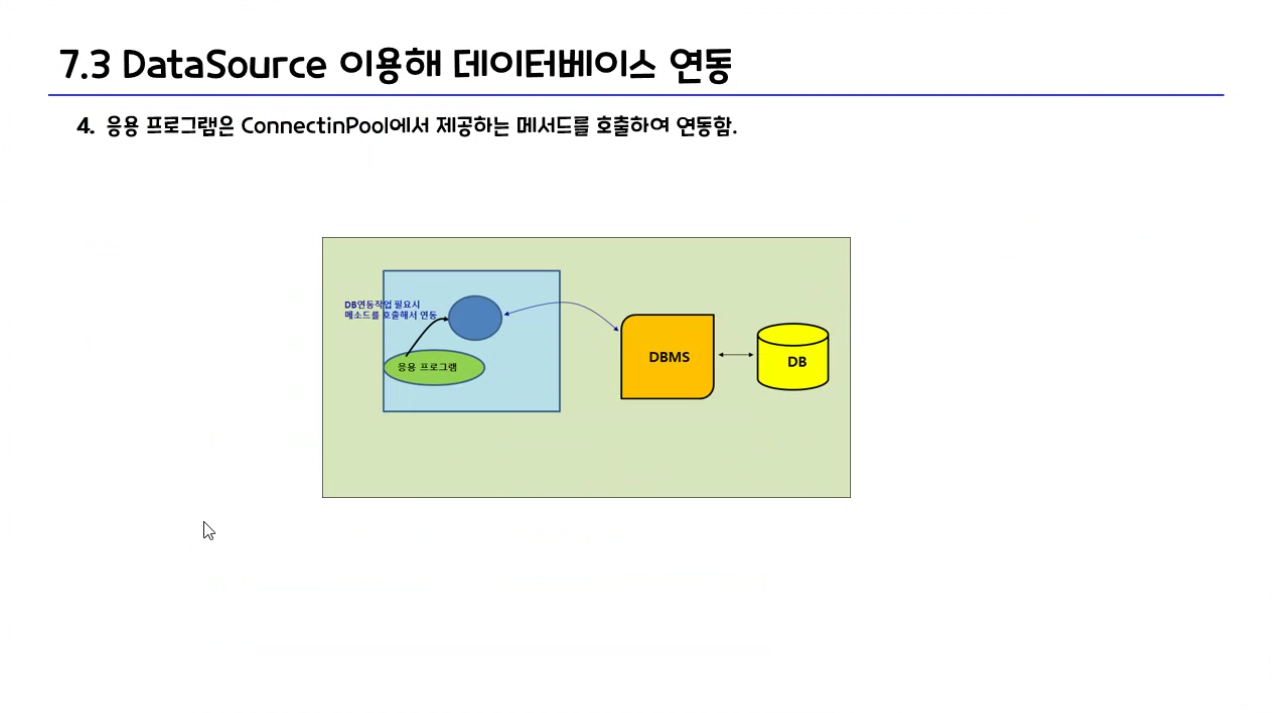 7.3 DataSource 이용해 데이터베이스 연동
4. 응용 프로그램은 ConnectinPool에서 제공하는 메서드를 호출하여 연동함.
DB연동작업 필요시
메소드를 호출해서 연동
응용 프로그램
DBMS
DB